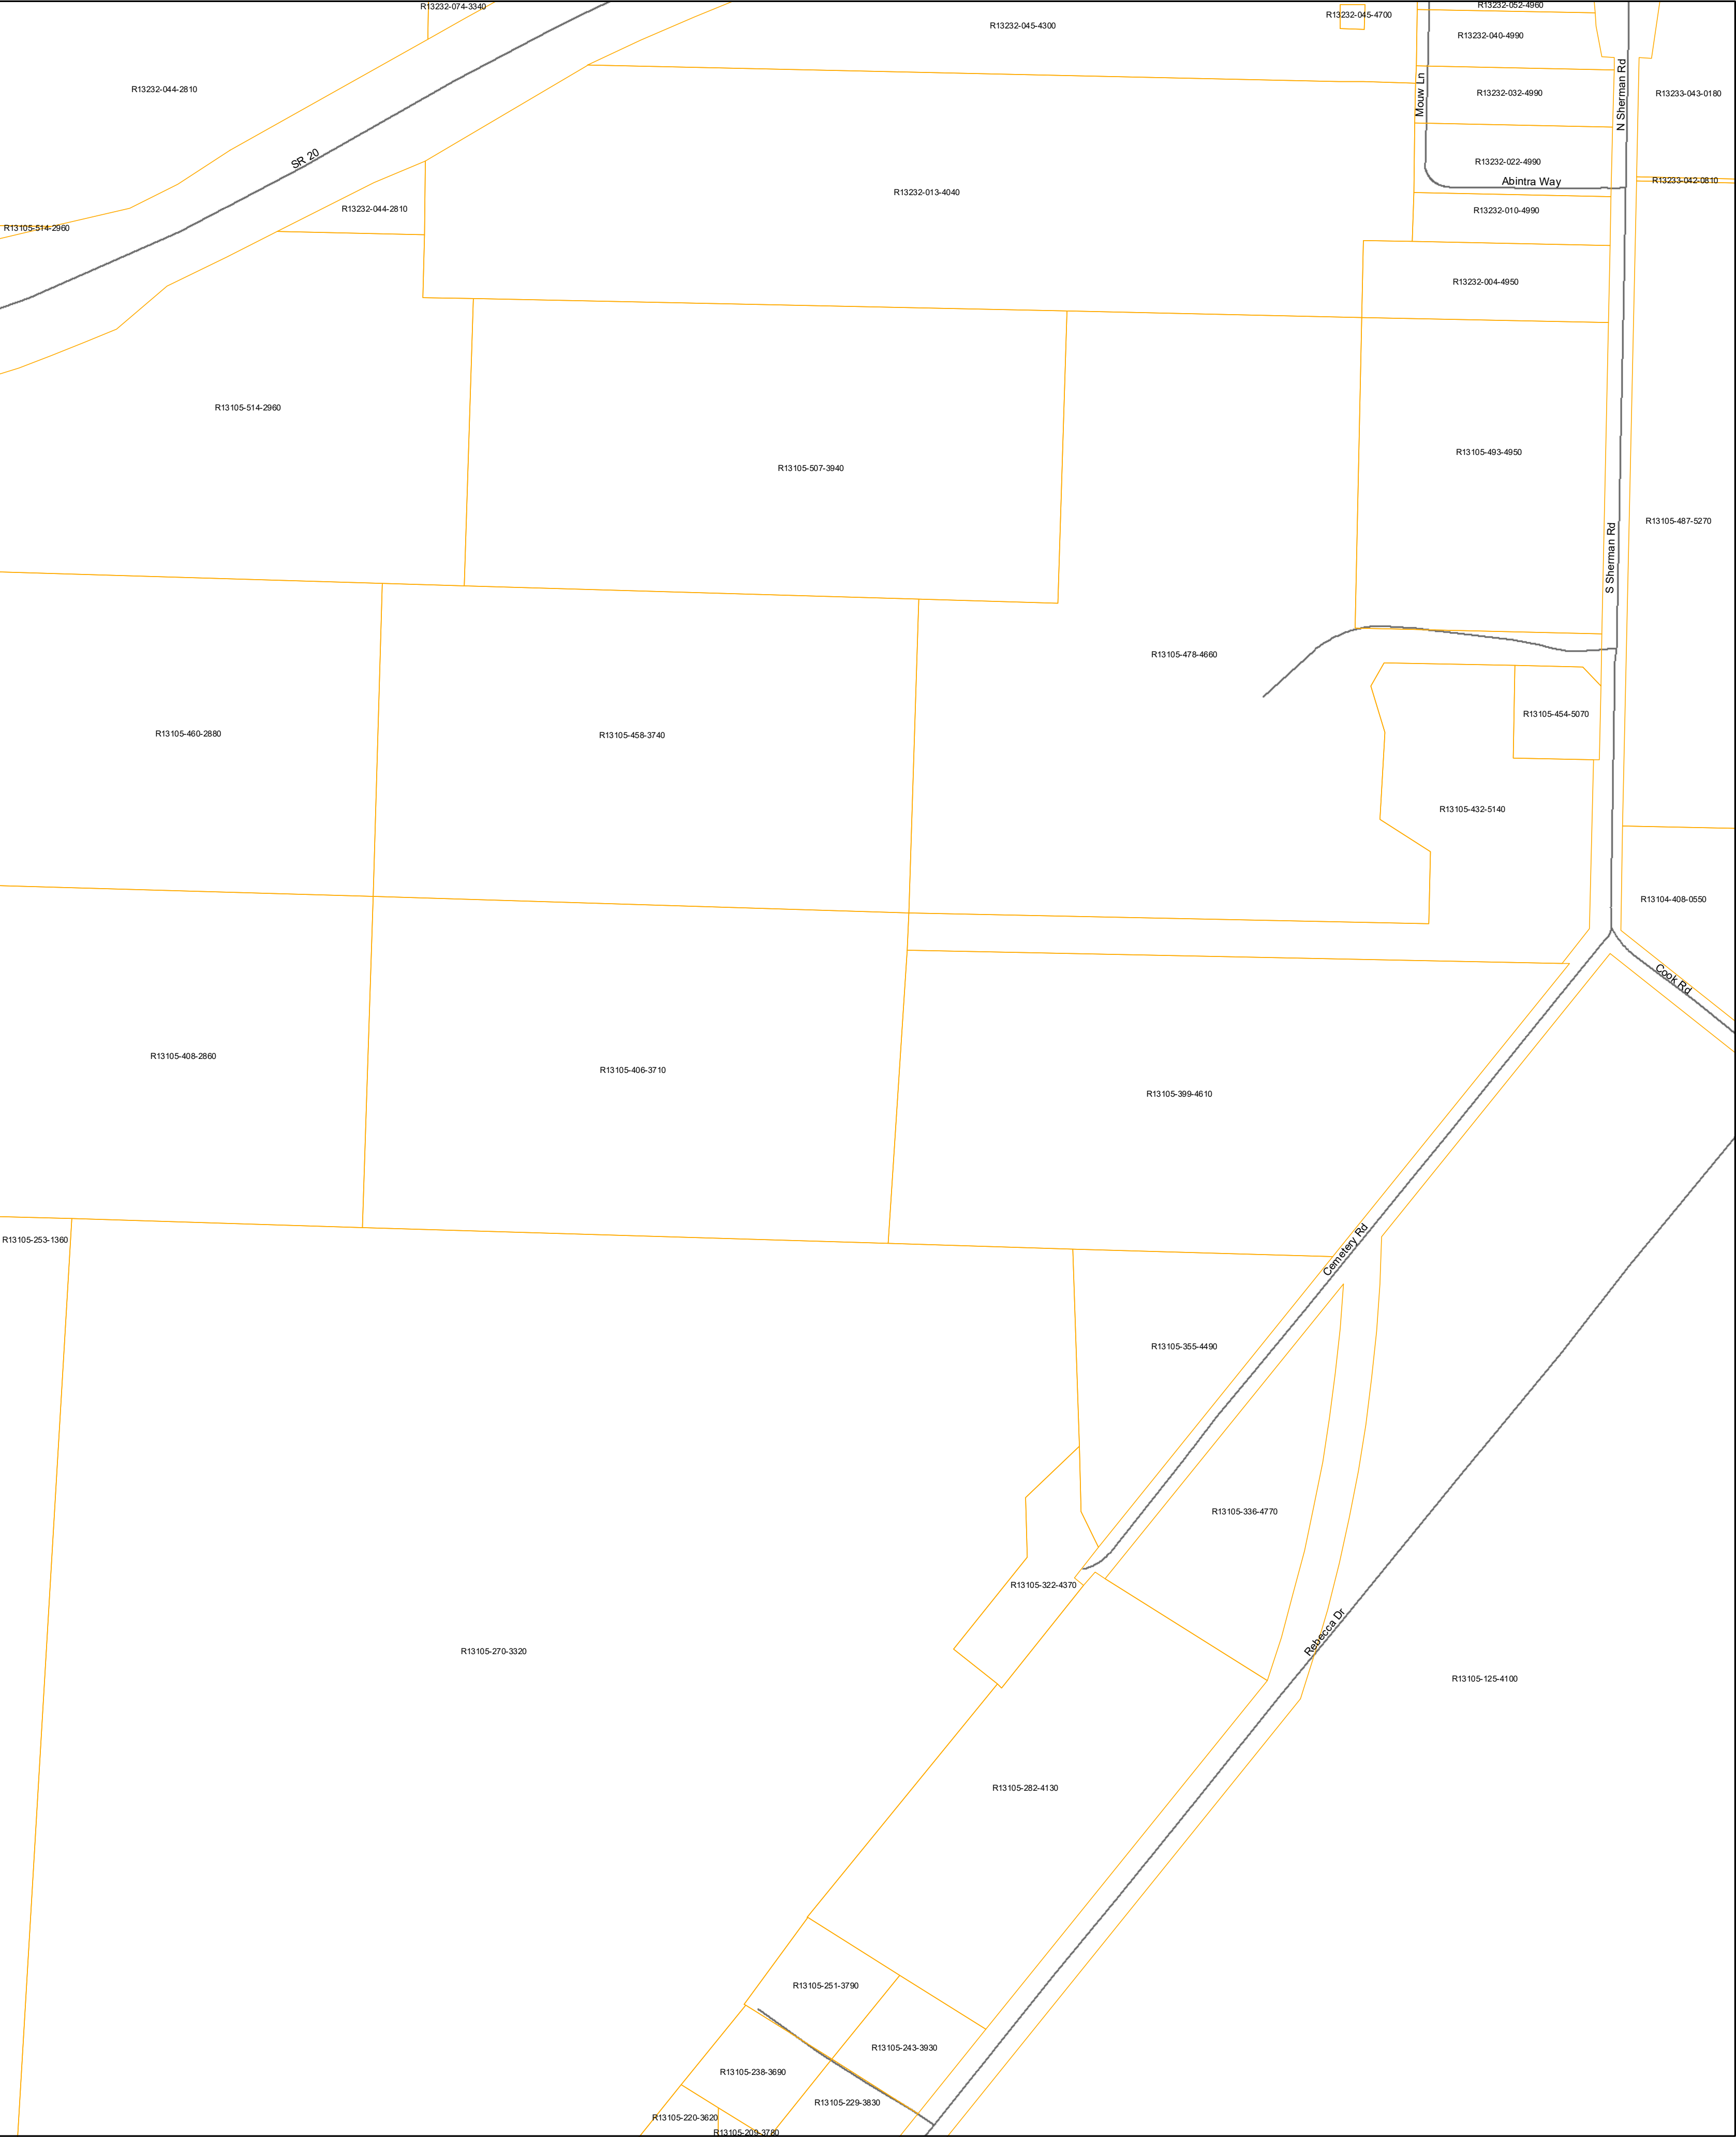 R13232-074-3340
R13232-052-4960
R13232-045-4700
R13232-045-4300
R13232-040-4990
R13232-044-2810
Mouw Ln
R13232-032-4990
N Sherman Rd
R13233-043-0180
SR 20
R13232-022-4990
Abintra Way
R13233-042-0810
R13232-013-4040
R13232-044-2810
R13232-010-4990
R13105-514-2960
R13232-004-4950
R13105-514-2960
R13105-507-3940
R13105-493-4950
S Sherman Rd
R13105-487-5270
R13105-478-4660
R13105-454-5070
R13105-460-2880
R13105-458-3740
R13105-432-5140
R13104-408-0550
Cook Rd
R13105-408-2860
R13105-406-3710
R13105-399-4610
R13105-253-1360
Cemetery Rd
R13105-355-4490
R13105-336-4770
R13105-322-4370
Rebecca Dr
R13105-270-3320
R13105-125-4100
R13105-282-4130
R13105-251-3790
R13105-243-3930
R13105-238-3690
R13105-229-3830
R13105-220-3620
R13105-209-3780